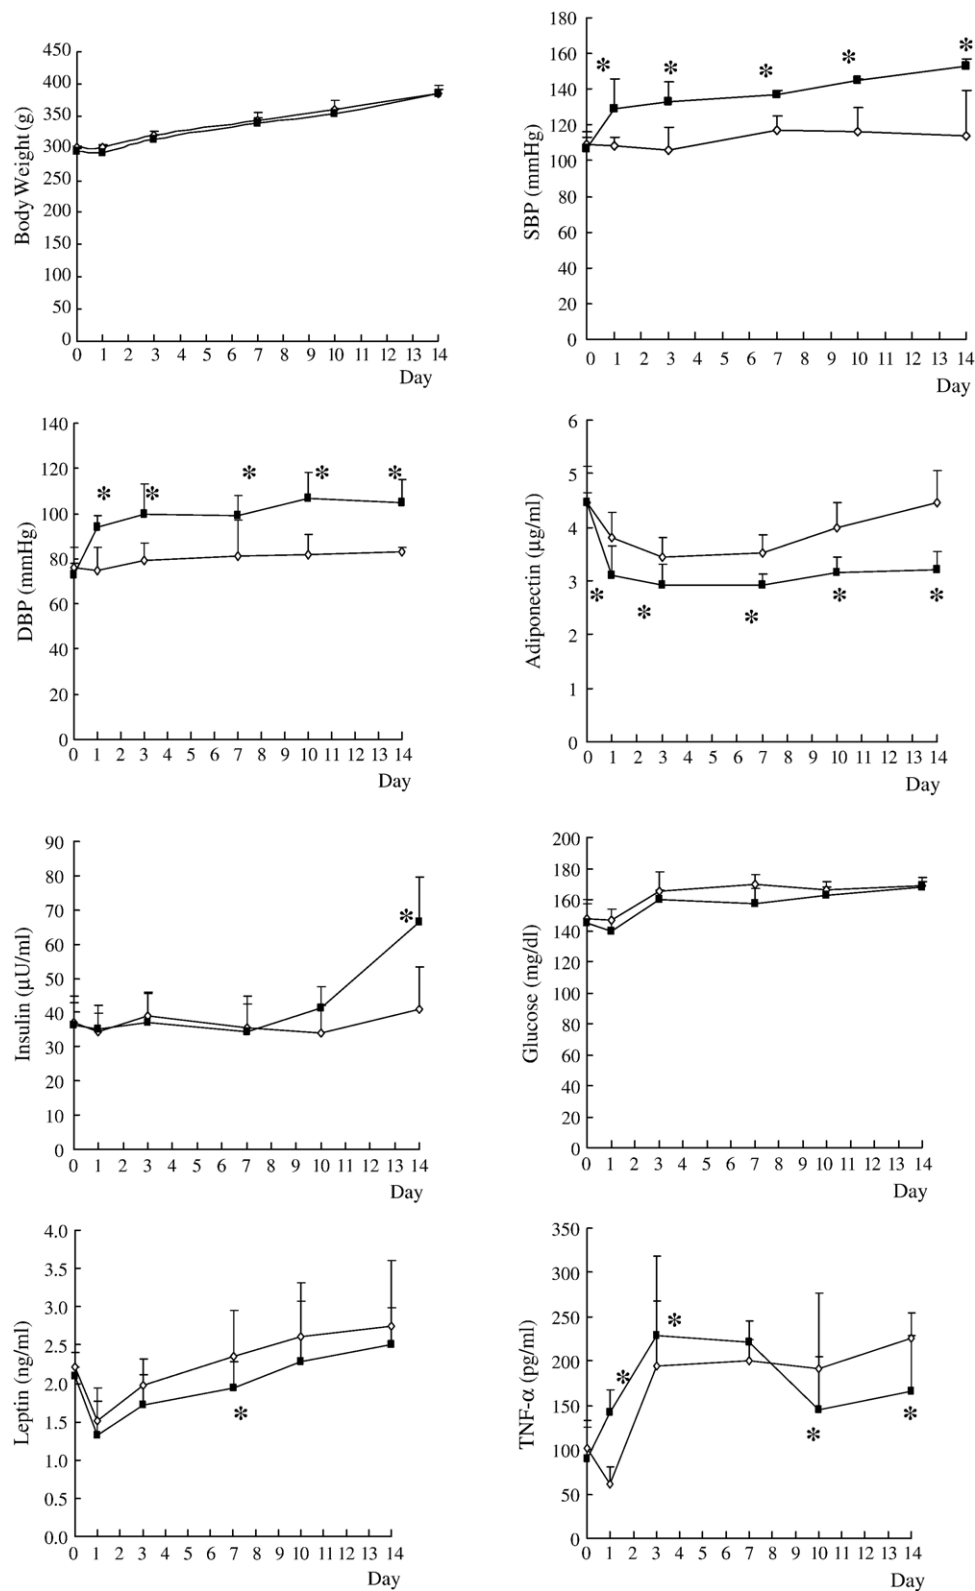 Body Weight (g)
450
400
350
300
250
200
150
100
50
0
0 1 2 3 4 5 6 7 8 9 10 11 12 13 14
Day
SBP (mmHg)
180
160
140
120
100
80
60
40
20
0
* * * * *
0 1 2 3 4 5 6 7 8 9 10 11 12 13 14
Day
DBP (mmHg)
140
120
100
80
60
40
20
0
* * * * *
0 1 2 3 4 5 6 7 8 9 10 11 12 13 14
Day
Adiponectin (μg/ml)
6
5
4
3
2
1
0
* * * * *
0 1 2 3 4 5 6 7 8 9 10 11 12 13 14
Day
Insulin (μU/ml)
90
80
70
60
50
40
30
20
10
0
*
0 1 2 3 4 5 6 7 8 9 10 11 12 13 14
Day
Glucose (mg/dl)
200
180
160
140
120
100
80
60
40
20
0
0 1 2 3 4 5 6 7 8 9 10 11 12 13 14
Day
Leptin (ng/ml)
4.0
3.5
3.0
2.5
2.0
1.5
1.0
0.5
0.0
*
0 1 2 3 4 5 6 7 8 9 10 11 12 13 14
Day
TNF-α (pg/ml)
350
300
250
200
150
100
50
0
* * * *
0 1 2 3 4 5 6 7 8 9 10 11 12 13 14
Day